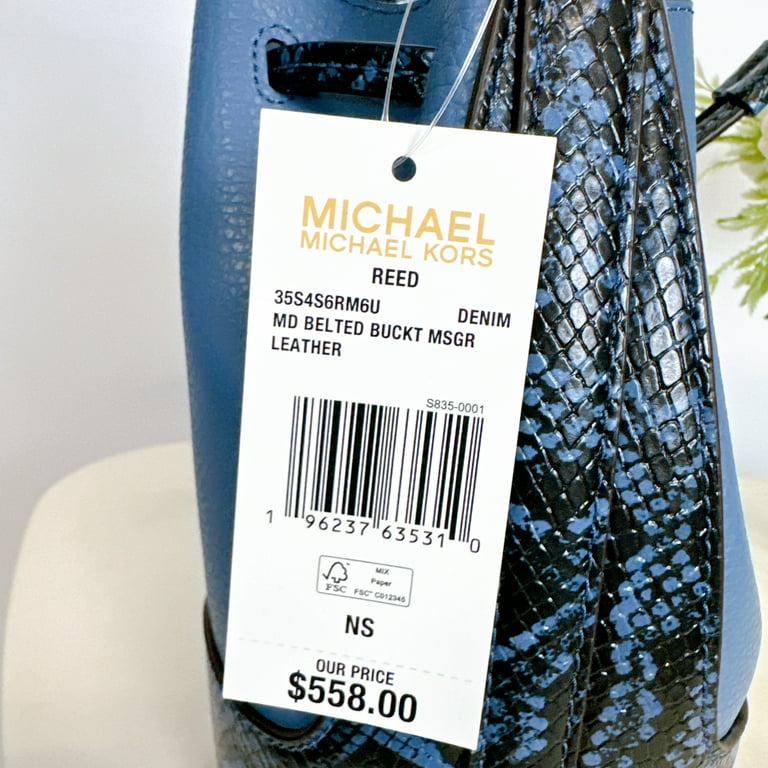 MICHAEL
MICHAEL KORS
REED
35S4S6RM6U DENIM
MD BELTED BUCKT MSGR
LEATHER
S835-0001
1 96237 63531 0
MIX
Paper
FSC FSC™ C012345
NS
OUR PRICE
$558.00